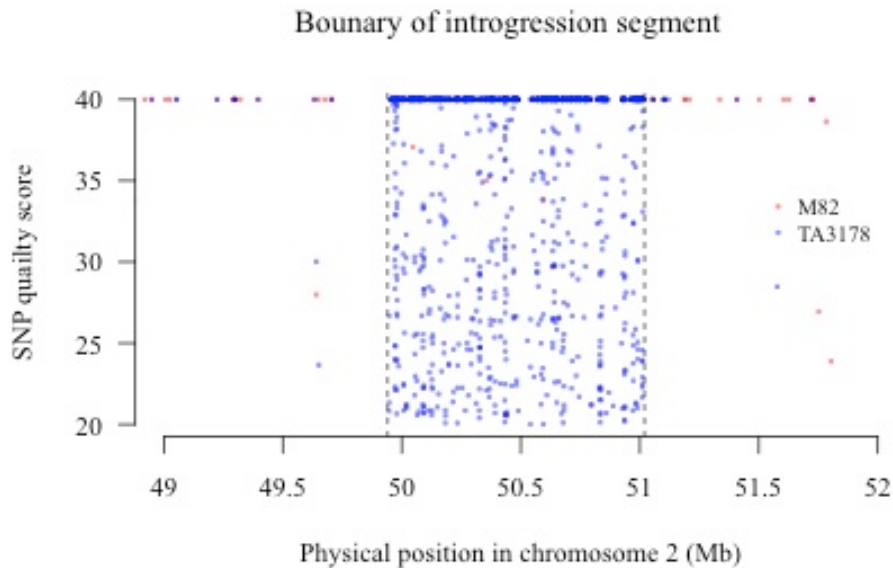 Bounary of introgression segment
SNP quailty score
40
35
30
25
20
M82
TA3178
49
49.5
50
50.5
51
51.5
52
Physical position in chromosome 2 (Mb)